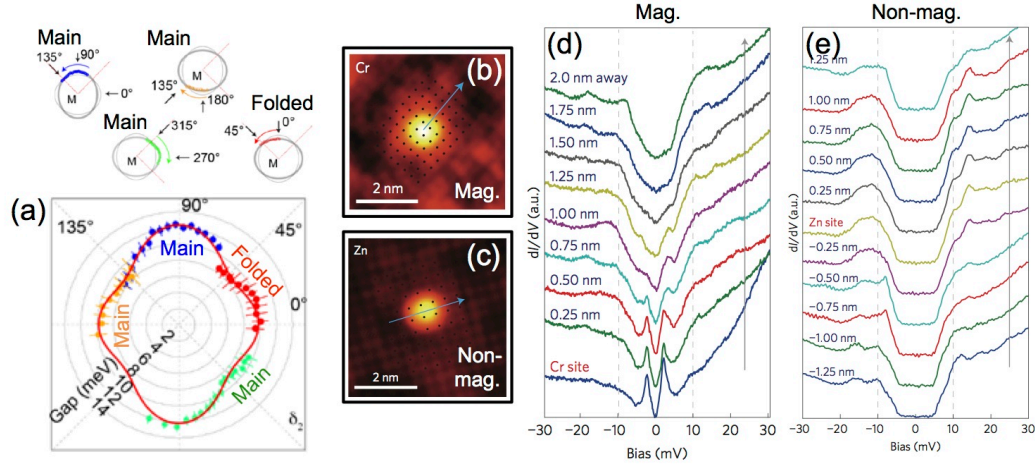 Main
135°
90°
M
0°
Main
135°
180°
M
Main
315°
270°
M
Folded
45°
0°
M
(a)
90°
135°
45°
Main
Folded
0°
Main
Main
Gap (meV)
2
4
6
8
10
12
14
δ2
Cr
(b)
2 nm
Mag.
Zn
(c)
2 nm
Non-
mag.
Mag.
(d)
2.0 nm away
1.75 nm
1.50 nm
1.25 nm
1.00 nm
0.75 nm
0.50 nm
0.25 nm
Cr site
dI/dV (a.u.)
−30 −20 −10 0 10 20 30
Bias (mV)
Non-mag.
(e)
1.25 nm
1.00 nm
0.75 nm
0.50 nm
0.25 nm
Zn site
−0.25 nm
−0.50 nm
−0.75 nm
−1.00 nm
−1.25 nm
dI/dV (a.u.)
−30 −20 −10 0 10 20 30
Bias (mV)